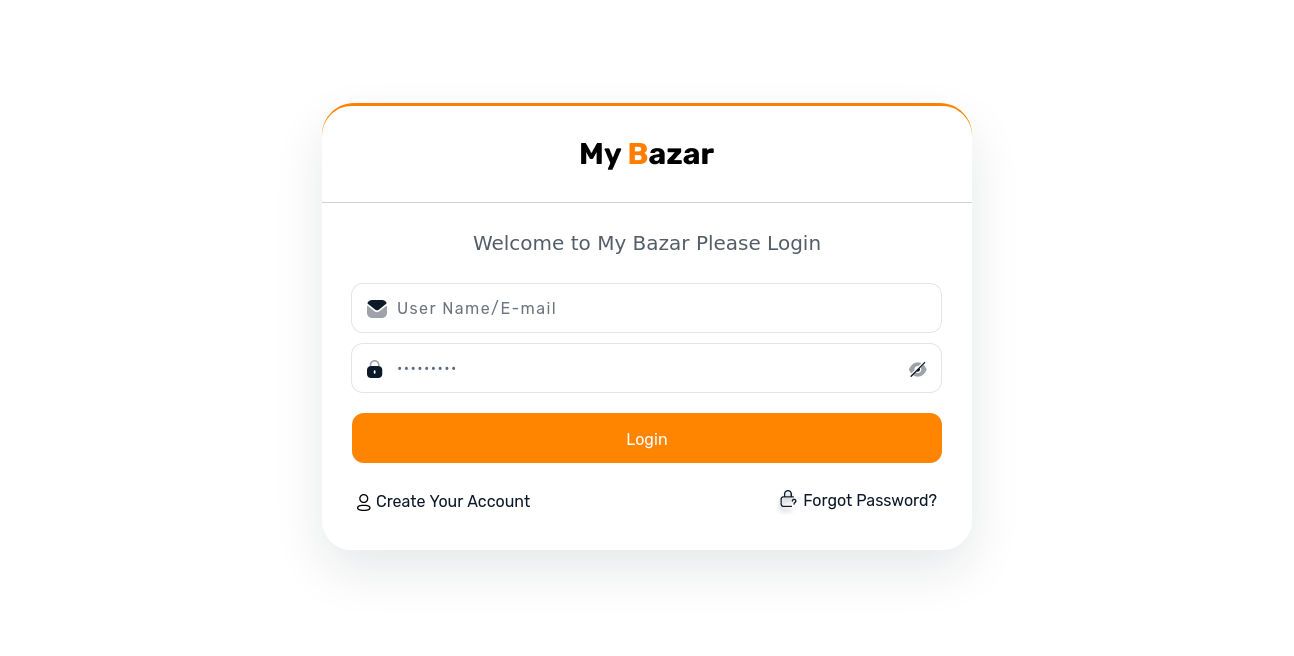 My Bazar
Welcome to My Bazar Please Login
User Name/E-mail
•••••••••
Login
Create Your Account
Forgot Password?